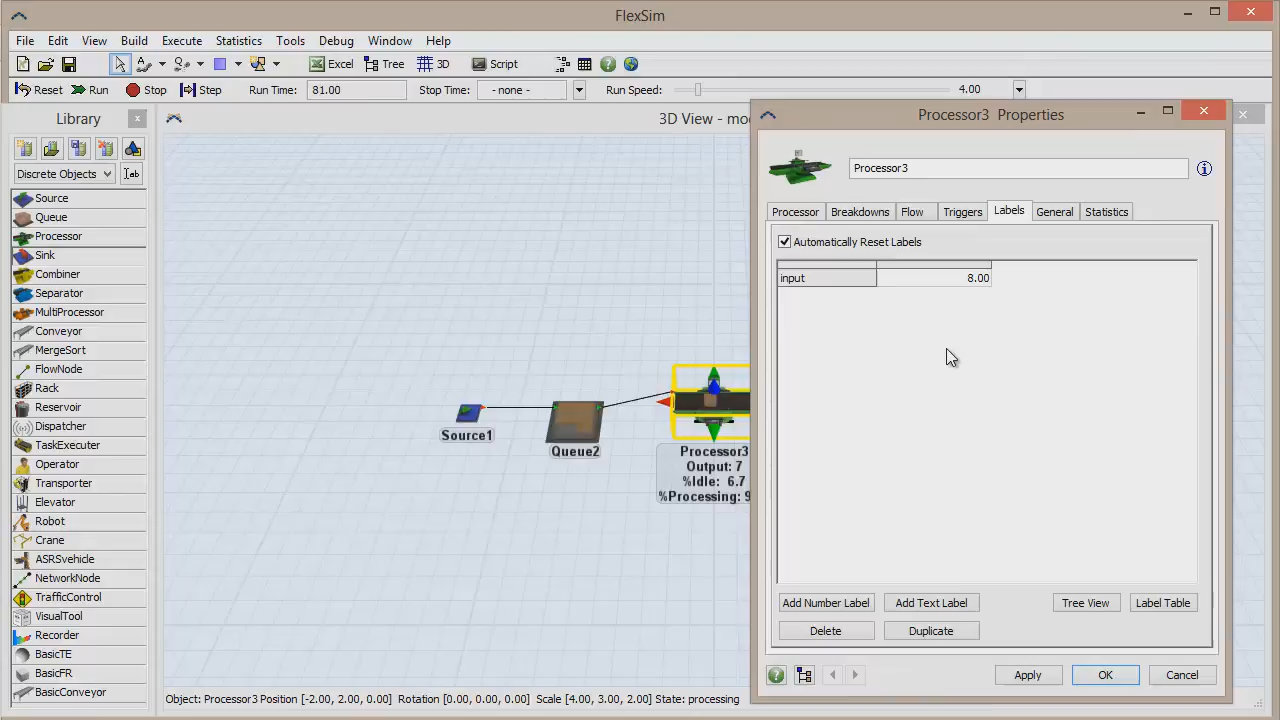 FlexSim
File Edit View Build Execute Statistics Tools Debug Window Help
Excel Tree 3D Script
Reset Run Stop Step Run Time: 81.00 Stop Time: - none - Run Speed: 4.00
Library
3D View - mod
Processor3 Properties
Discrete Objects
Source
Queue
Processor
Sink
Combiner
Separator
MultiProcessor
Conveyor
MergeSort
FlowNode
Rack
Reservoir
Dispatcher
TaskExecuter
Operator
Transporter
Elevator
Robot
Crane
ASRSvehicle
NetworkNode
TrafficControl
VisualTool
Recorder
BasicTE
BasicFR
BasicConveyor
Source1
Queue2
Processor3
Output: 7
%Idle: 6.7
%Processing: 9
Processor3
Processor Breakdowns Flow Triggers Labels General Statistics
Automatically Reset Labels
input 8.00
Add Number Label Add Text Label Tree View Label Table
Delete Duplicate
Apply OK Cancel
Object: Processor3 Position [-2.00, 2.00, 0.00] Rotation [0.00, 0.00, 0.00] Scale [4.00, 3.00, 2.00] State: processing